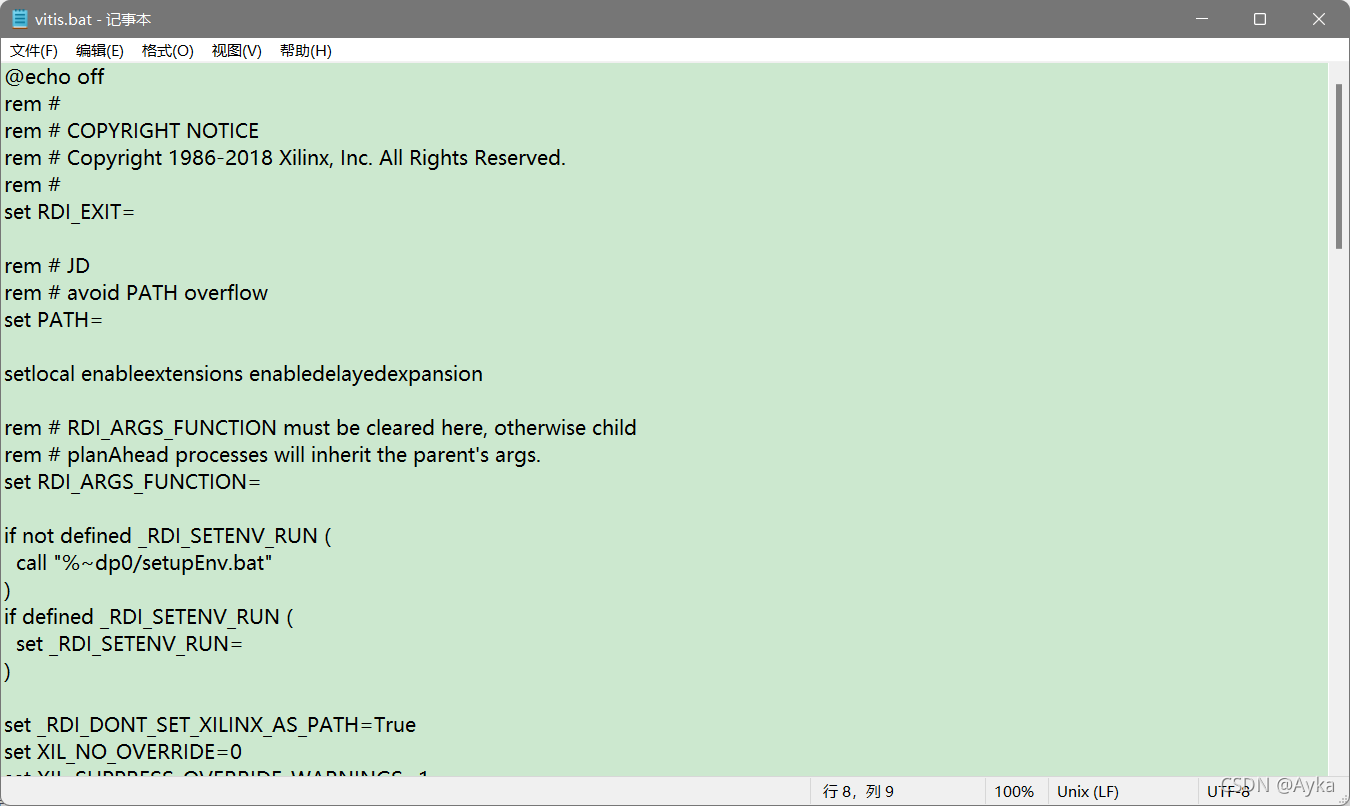 vitis.bat - 记事本
文件(F) 编辑(E) 格式(O) 视图(V) 帮助(H)
@echo off
rem #
rem # COPYRIGHT NOTICE
rem # Copyright 1986-2018 Xilinx, Inc. All Rights Reserved.
rem #
set RDI_EXIT=
rem # JD
rem # avoid PATH overflow
set PATH=
setlocal enableextensions enabledelayedexpansion
rem # RDI_ARGS_FUNCTION must be cleared here, otherwise child
rem # planAhead processes will inherit the parent's args.
set RDI_ARGS_FUNCTION=
if not defined _RDI_SETENV_RUN (
call "%~dp0/setupEnv.bat"
)
if defined _RDI_SETENV_RUN (
set _RDI_SETENV_RUN=
)
set _RDI_DONT_SET_XILINX_AS_PATH=True
set XIL_NO_OVERRIDE=0
set XIL_SUPPRESS_OVERRIDE_WARNINGS=1
行 8，列 9 100% Unix (LF) UTF-8
CSDN @Ayka